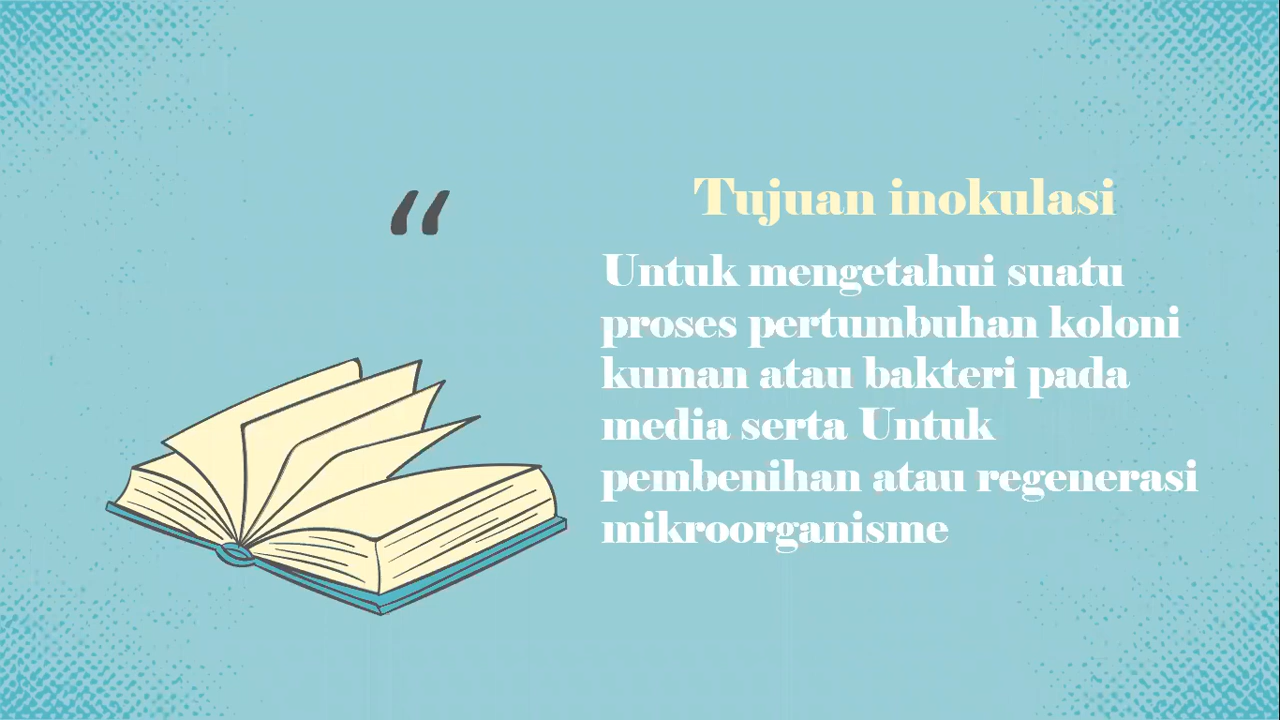 “
Tujuan inokulasi
Untuk mengetahui suatu
proses pertumbuhan koloni
kuman atau bakteri pada
media serta Untuk
pembenihan atau regenerasi
mikroorganisme